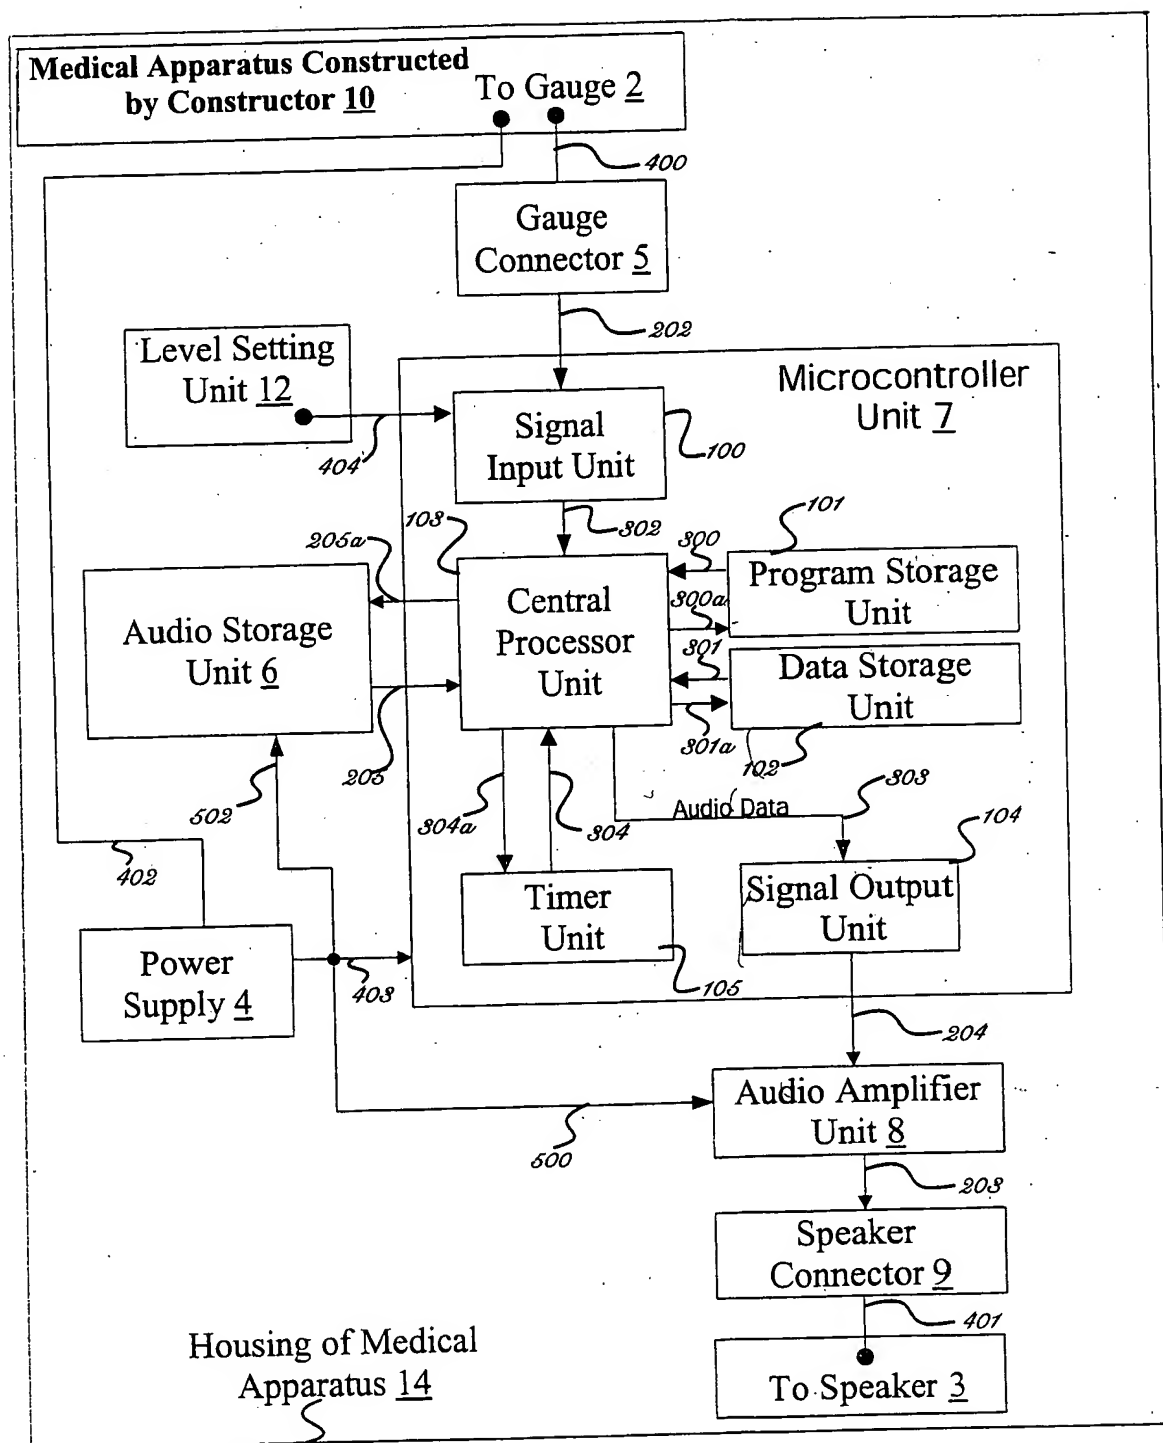 Medical Apparatus Constructed
by Constructor 10
To Gauge 2
400
Gauge
Connector 5
202
Level Setting
Unit 12
404
Microcontroller
Unit 7
Signal
Input Unit
100
302
103
205a
101
300
Program Storage
Unit
300a
Central
Processor
Unit
Audio Storage
Unit 6
301
Data Storage
Unit
301a
102
205
502
304a
304
Audio Data
303
104
402
Timer
Unit
105
Signal Output
Unit
Power
Supply 4
403
204
Audio Amplifier
Unit 8
500
203
Speaker
Connector 9
401
To Speaker 3
Housing of Medical
Apparatus 14